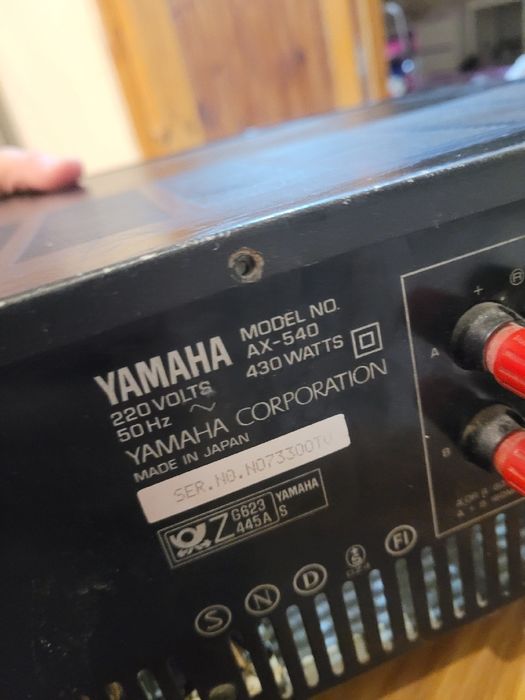 YAMAHA
MODEL NO.
AX-540
220 VOLTS
430 WATTS
50 Hz ~
YAMAHA CORPORATION
MADE IN JAPAN
SER.NO.N073300TU
Z G623
445A
YAMAHA
S
S N D FI
+ R
A
B